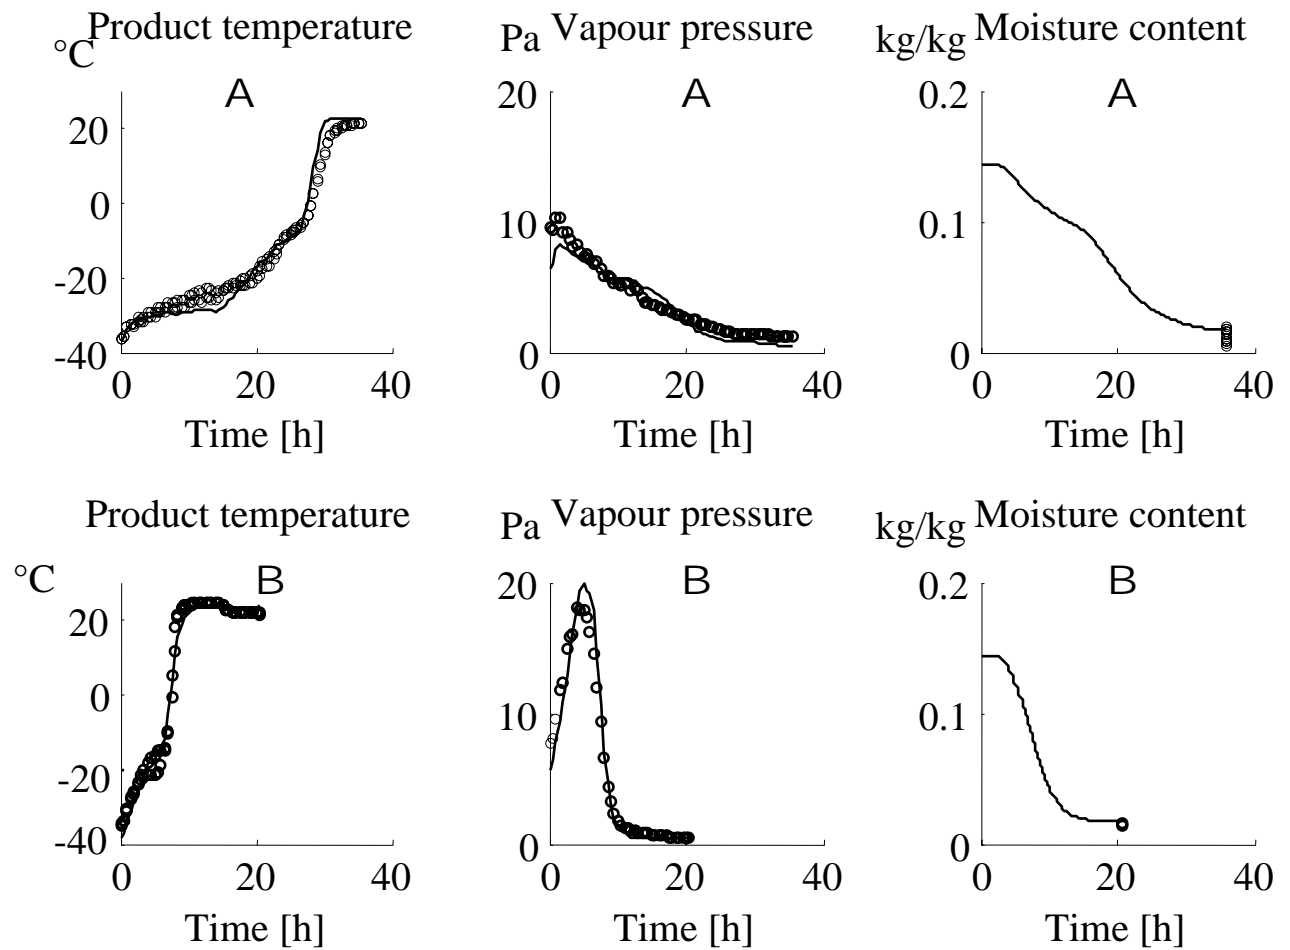 Product temperature
°C
A
20
0
-20
-40
0 20 40
Time [h]
Vapour pressure
Pa
A
20
10
0
0 20 40
Time [h]
Moisture content
kg/kg
A
0.2
0.1
0
0 20 40
Time [h]
Product temperature
°C
B
20
0
-20
-40
0 20 40
Time [h]
Vapour pressure
Pa
B
20
10
0
0 20 40
Time [h]
Moisture content
kg/kg
B
0.2
0.1
0
0 20 40
Time [h]